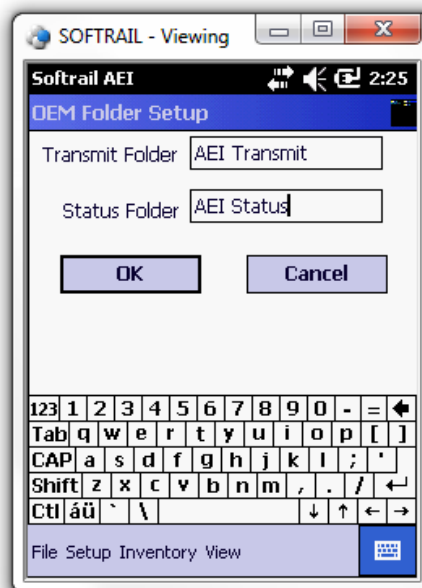 SOFTRAIL - Viewing
Softrail AEI 2:25
OEM Folder Setup
Transmit Folder AEI Transmit
Status Folder AEI Status
OK Cancel
123 1 2 3 4 5 6 7 8 9 0 - =
Tab q w e r t y u i o p [ ]
CAP a s d f g h j k l ; '
Shift z x c v b n m , . /
Ctl áü ` \
File Setup Inventory View